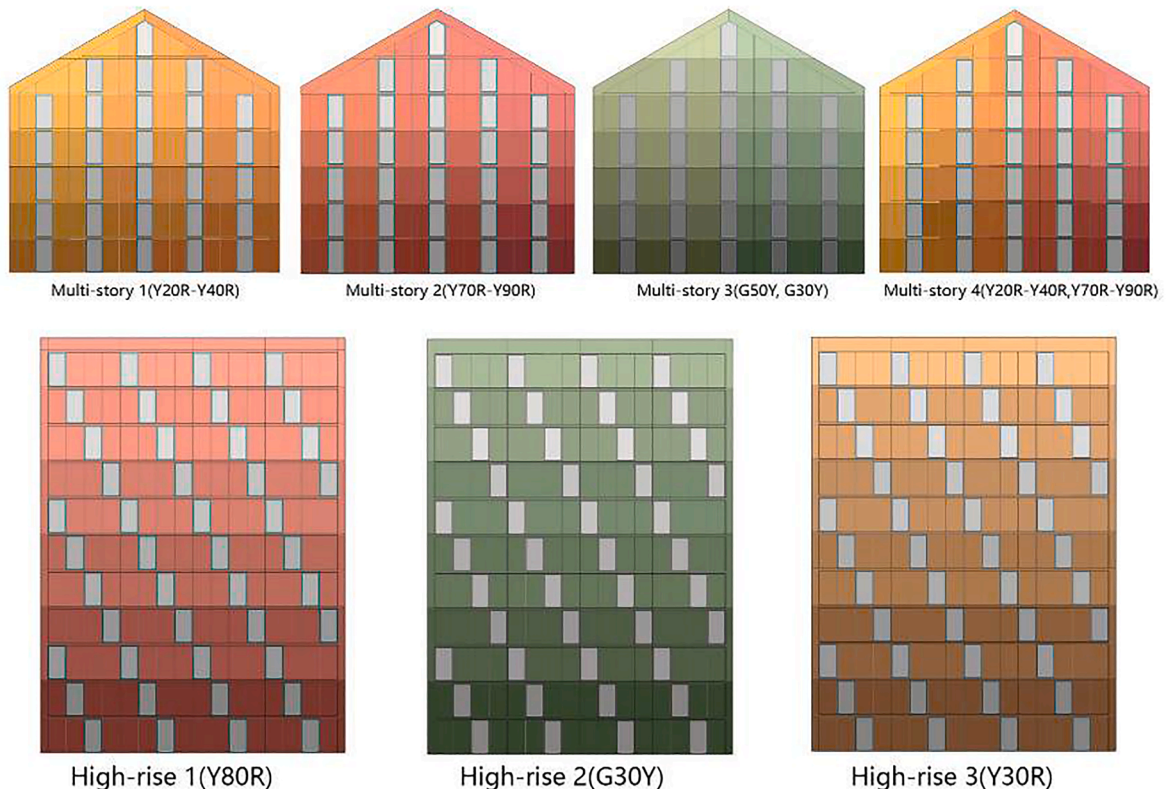 Multi-story 1(Y20R-Y40R)
Multi-story 2(Y70R-Y90R)
Multi-story 3(G50Y, G30Y)
Multi-story 4(Y20R-Y40R,Y70R-Y90R)
High-rise 1(Y80R)
High-rise 2(G30Y)
High-rise 3(Y30R)